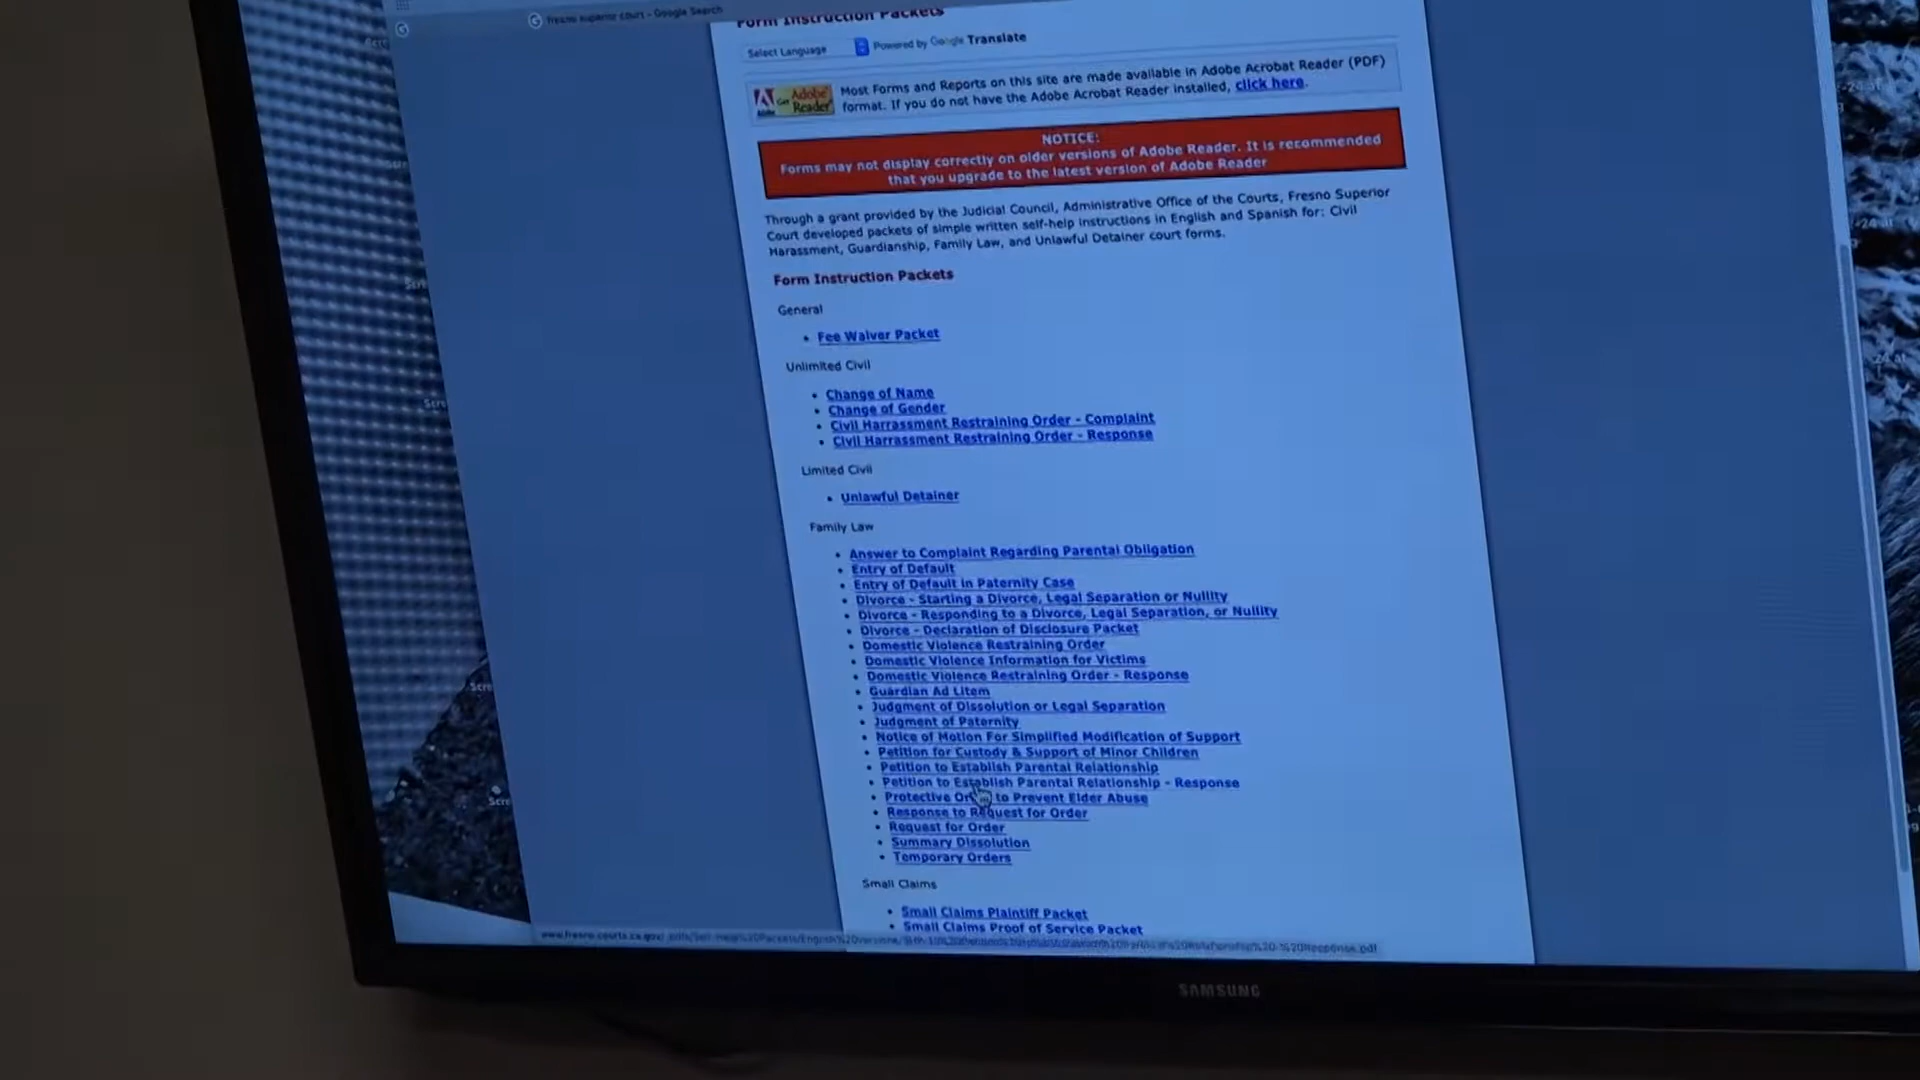 fresno superior court - Google Search
Form Instruction Packets
Select Language
Powered by Google Translate
Get Adobe Reader
Adobe
Most Forms and Reports on this site are made available in Adobe Acrobat Reader (PDF)
format. If you do not have the Adobe Acrobat Reader installed, click here.
NOTICE:
Forms may not display correctly on older versions of Adobe Reader. It is recommended
that you upgrade to the latest version of Adobe Reader
Through a grant provided by the Judicial Council, Administrative Office of the Courts, Fresno Superior
Court developed packets of simple written self-help instructions in English and Spanish for: Civil
Harassment, Guardianship, Family Law, and Unlawful Detainer court forms.
Form Instruction Packets
General
• Fee Waiver Packet
Unlimited Civil
• Change of Name
• Change of Gender
• Civil Harrassment Restraining Order - Complaint
• Civil Harrassment Restraining Order - Response
Limited Civil
• Unlawful Detainer
Family Law
• Answer to Complaint Regarding Parental Obligation
• Entry of Default
• Entry of Default in Paternity Case
• Divorce - Starting a Divorce, Legal Separation or Nullity
• Divorce - Responding to a Divorce, Legal Separation, or Nullity
• Divorce - Declaration of Disclosure Packet
• Domestic Violence Restraining Order
• Domestic Violence Information for Victims
• Domestic Violence Restraining Order - Response
• Guardian Ad Litem
• Judgment of Dissolution or Legal Separation
• Judgment of Paternity
• Notice of Motion For Simplified Modification of Support
• Petition for Custody & Support of Minor Children
• Petition to Establish Parental Relationship
• Petition to Establish Parental Relationship - Response
• Protective Or to Prevent Elder Abuse
• Response to Request for Order
• Request for Order
• Summary Dissolution
• Temporary Orders
Small Claims
• Small Claims Plaintiff Packet
• Small Claims Proof of Service Packet
SAMSUNG